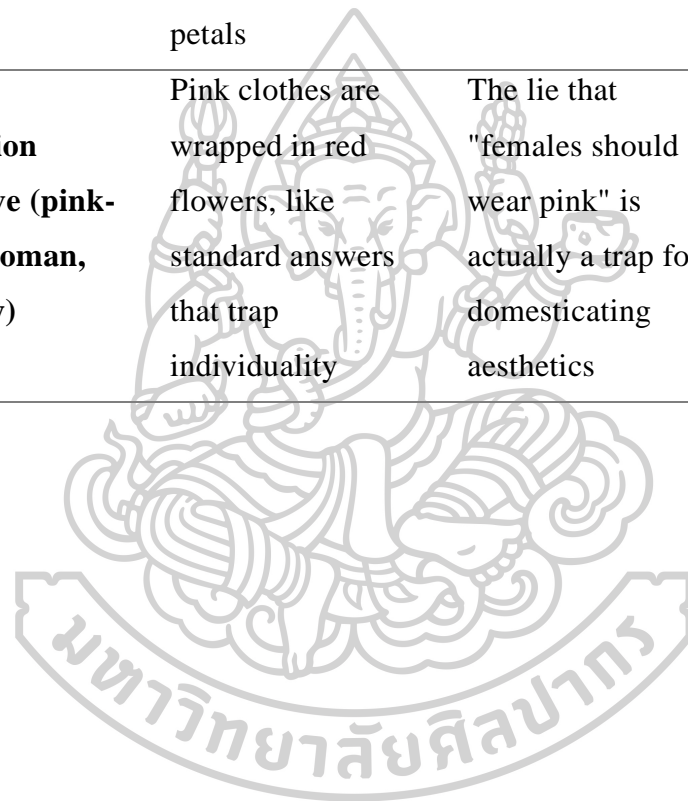 petals
Pink clothes are The lie that
ion wrapped in red "females should
ve (pink- flowers, like wear pink" is
oman, standard answers actually a trap fo
y) that trap domesticating
individuality aesthetics
มหาวิทยาลัยศิลปากร